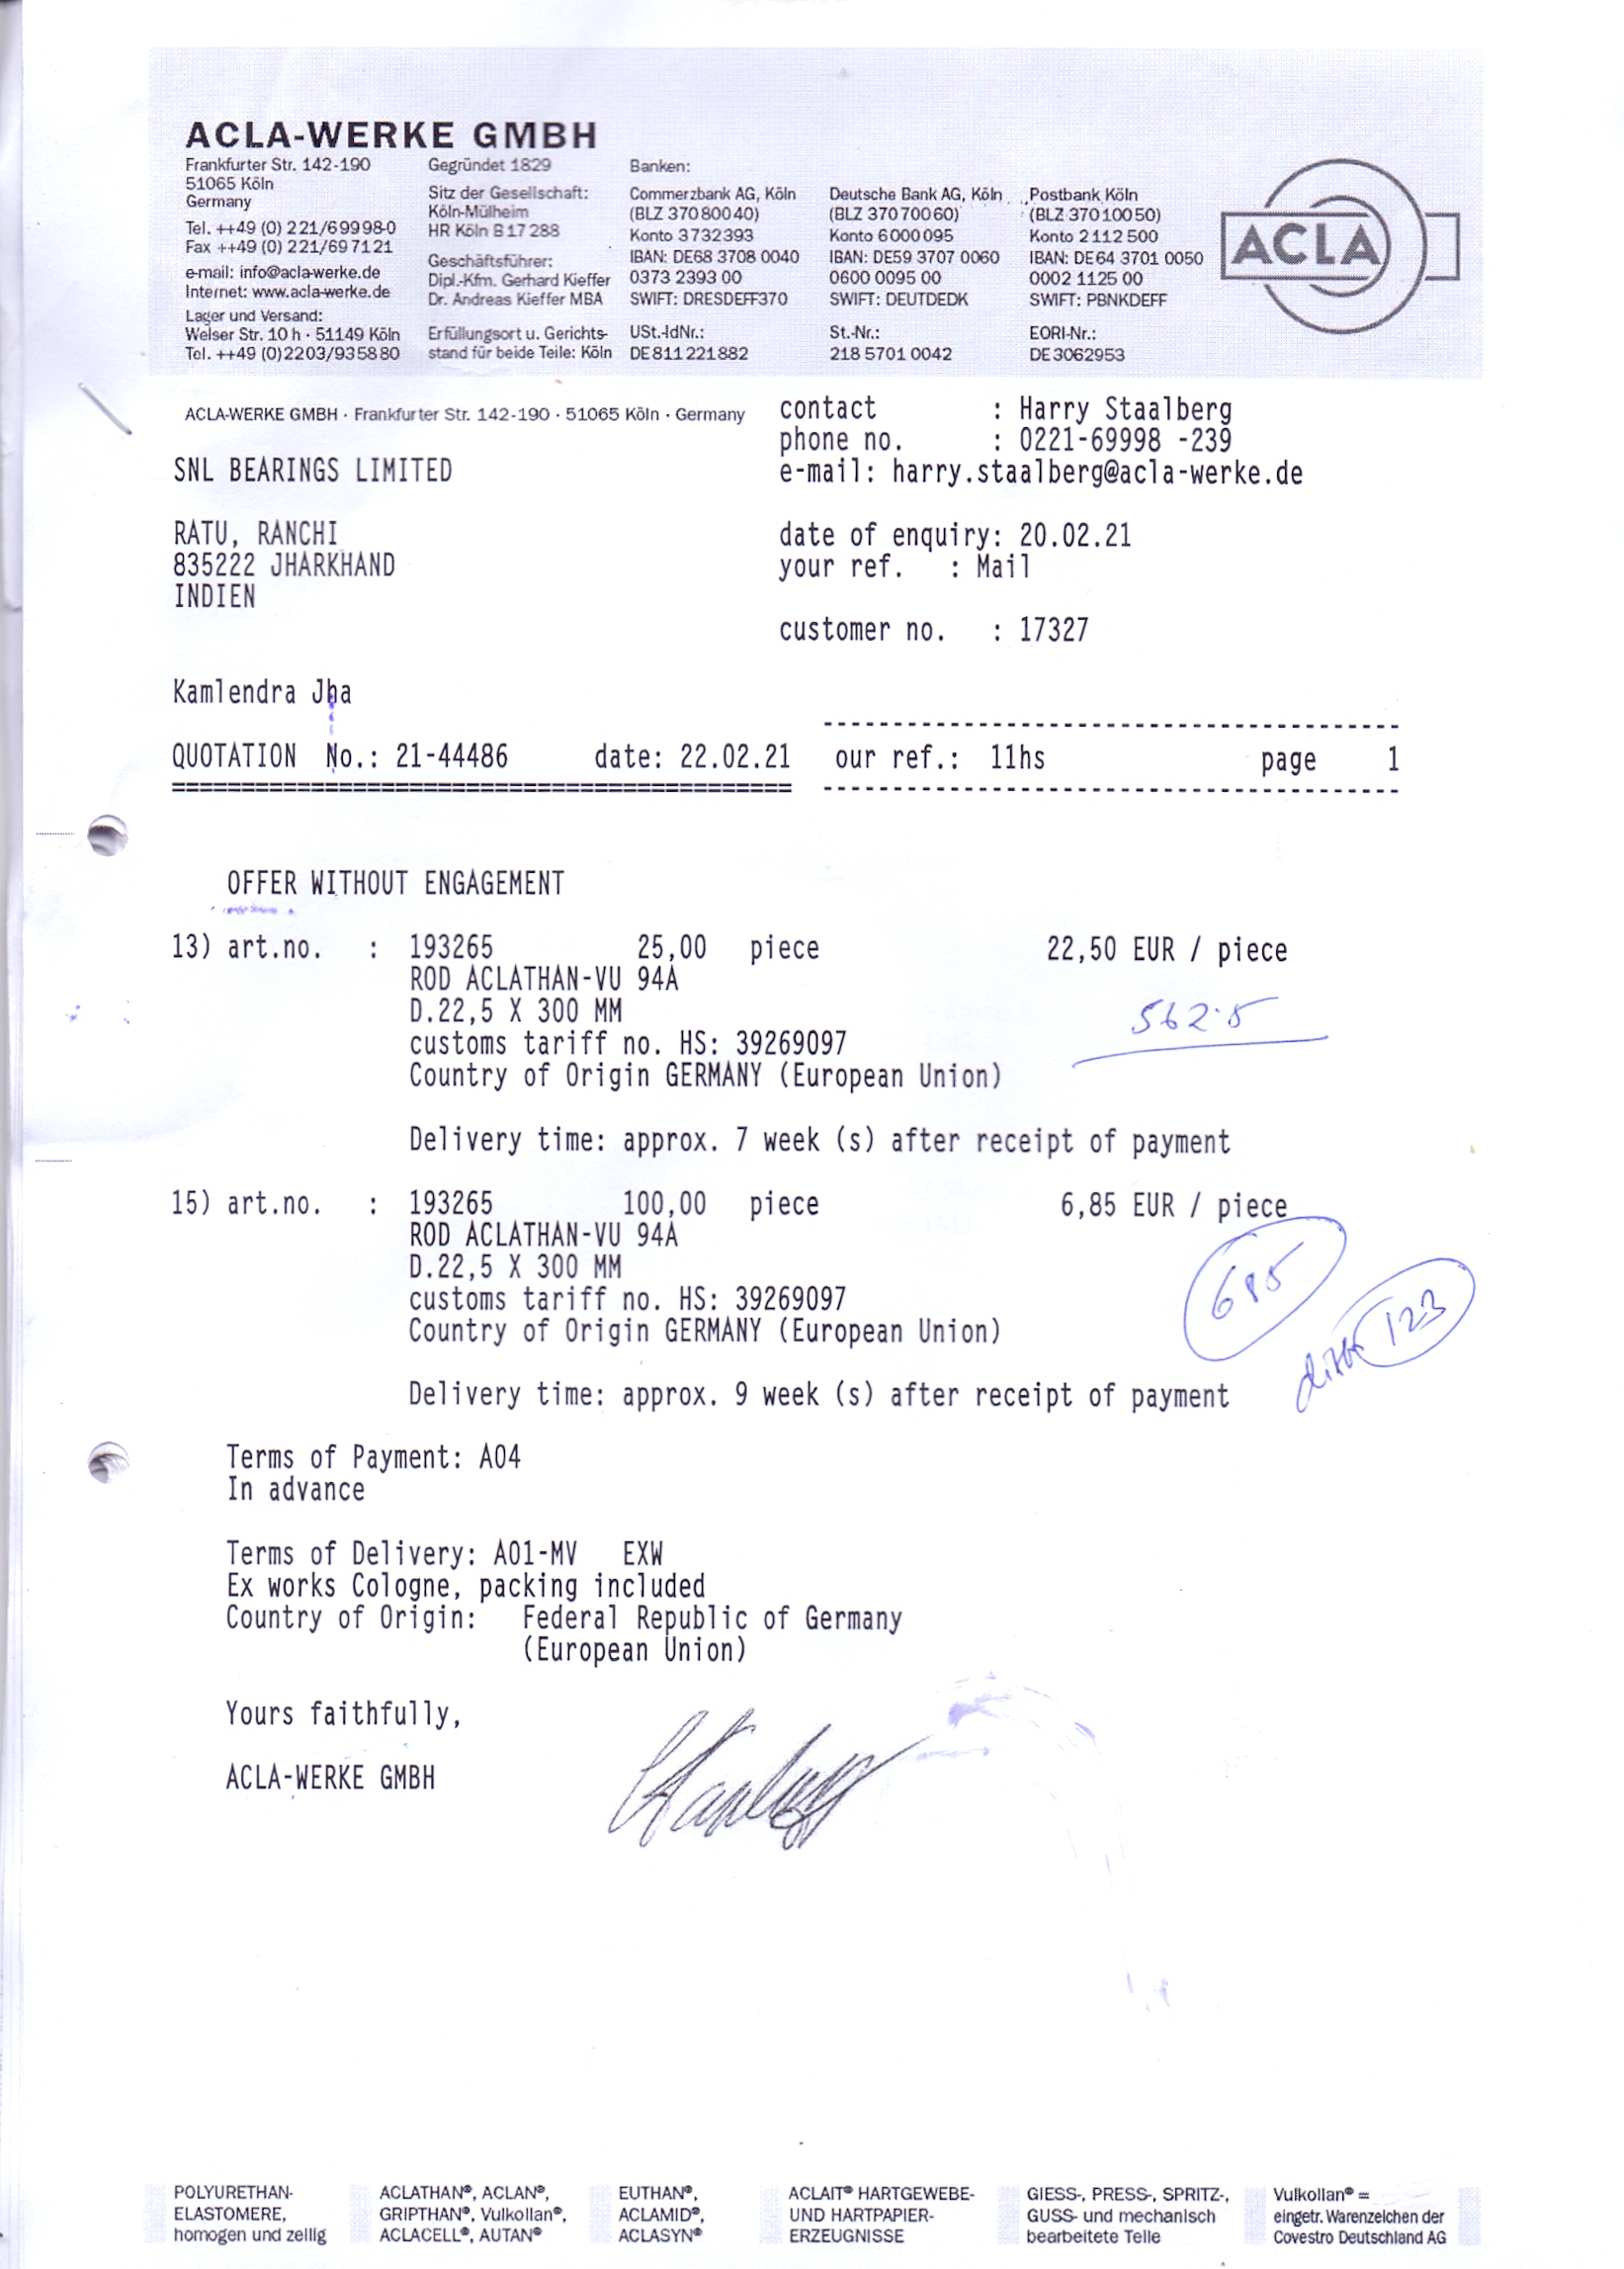 ACLA-WERKE GMBH
Frankfurter Str. 142-190
51065 Köln
Germany
Tel. ++49 (0) 221/69998-0
Fax ++49 (0) 221/697121
e-mail: info@acla-werke.de
Internet: www.acla-werke.de
Lager und Versand:
Welser Str. 10 h · 51149 Köln
Tel. ++49 (0)2203/935880
Gegründet 1829
Sitz der Gesellschaft:
Köln-Mülheim
HR Köln B 17 288
Geschäftsführer:
Dipl.-Kfm. Gerhard Kieffer
Dr. Andreas Kieffer MBA
Erfüllungsort u. Gerichts-
stand für beide Teile: Köln
Banken:
Commerzbank AG, Köln
(BLZ 370 800 40)
Konto 3 732 393
IBAN: DE68 3708 0040
0373 2393 00
SWIFT: DRESDEFF370
USt.-IdNr.:
DE 811 221 882
Deutsche Bank AG, Köln
(BLZ 370 700 60)
Konto 6 000 095
IBAN: DE59 3707 0060
0600 0095 00
SWIFT: DEUTDEDK
St.-Nr.:
218 5701 0042
Postbank Köln
(BLZ 370 100 50)
Konto 2 112 500
IBAN: DE 64 3701 0050
0002 1125 00
SWIFT: PBNKDEFF
EORI-Nr.:
DE 3062953
ACLA
ACLA-WERKE GMBH · Frankfurter Str. 142-190 · 51065 Köln · Germany
contact : Harry Staalberg
phone no. : 0221-69998 -239
e-mail: harry.staalberg@acla-werke.de
SNL BEARINGS LIMITED
RATU, RANCHI
835222 JHARKHAND
INDIEN
date of enquiry: 20.02.21
your ref. : Mail
customer no. : 17327
Kamlendra Jha
QUOTATION No.: 21-44486 date: 22.02.21 our ref.: 11hs page 1
OFFER WITHOUT ENGAGEMENT
13) art.no. : 193265 25,00 piece 22,50 EUR / piece
ROD ACLATHAN-VU 94A
D.22,5 X 300 MM
562.5
customs tariff no. HS: 39269097
Country of Origin GERMANY (European Union)
Delivery time: approx. 7 week (s) after receipt of payment
15) art.no. : 193265 100,00 piece 6,85 EUR / piece
ROD ACLATHAN-VU 94A
D.22,5 X 300 MM
685
customs tariff no. HS: 39269097
Country of Origin GERMANY (European Union)
123
Delivery time: approx. 9 week (s) after receipt of payment
Terms of Payment: A04
In advance
Terms of Delivery: A01-MV EXW
Ex works Cologne, packing included
Country of Origin: Federal Republic of Germany
(European Union)
Yours faithfully,
ACLA-WERKE GMBH
POLYURETHAN-
ELASTOMERE,
homogen und zellig
ACLATHAN®, ACLAN®,
GRIPTHAN®, Vulkollan®,
ACLACELL®, AUTAN®
EUTHAN®,
ACLAMID®,
ACLASYN®
ACLAIT® HARTGEWEBE-
UND HARTPAPIER-
ERZEUGNISSE
GIESS-, PRESS-, SPRITZ-,
GUSS- und mechanisch
bearbeitete Teile
Vulkollan® =
eingetr. Warenzeichen der
Covestro Deutschland AG